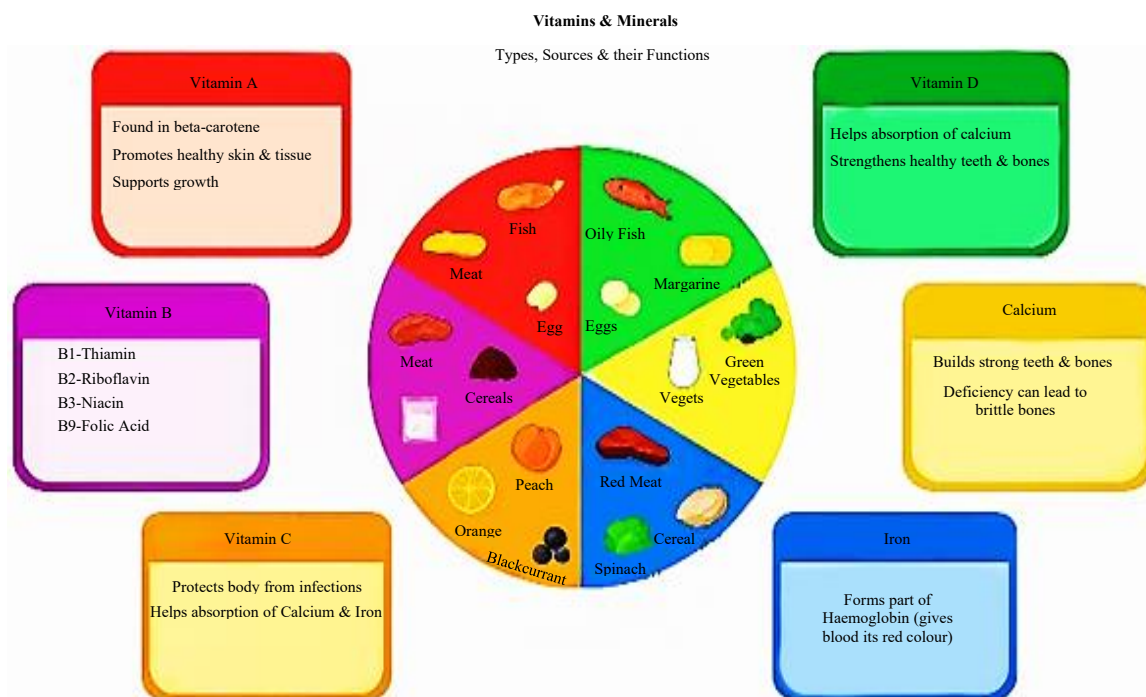 Vitamins & Minerals
Types, Sources & their Functions
Vitamin A
Found in beta-carotene
Promotes healthy skin & tissue
Supports growth
Vitamin D
Helps absorption of calcium
Strengthens healthy teeth & bones
Vitamin B
B1-Thiamin
B2-Riboflavin
B3-Niacin
B9-Folic Acid
Calcium
Builds strong teeth & bones
Deficiency can lead to
brittle bones
Vitamin C
Protects body from infections
Helps absorption of Calcium & Iron
Iron
Forms part of
Haemoglobin (gives
blood its red colour)
Fish
Meat
Egg
Oily Fish
Margarine
Eggs
Meat
Cereals
Green
Vegetables
Vegets
Peach
Orange
Blackcurrant
Red Meat
Cereal
Spinach